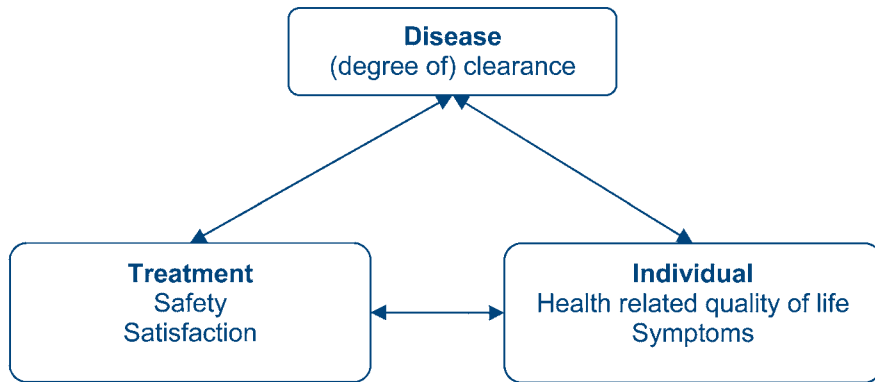 Disease
(degree of) clearance
Treatment
Safety
Satisfaction
Individual
Health related quality of life
Symptoms